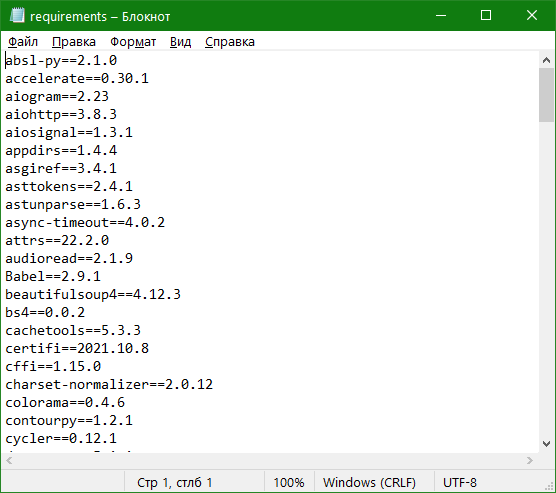 requirements – Блокнот
Файл Правка Формат Вид Справка
absl-py==2.1.0
accelerate==0.30.1
aiogram==2.23
aiohttp==3.8.3
aiosignal==1.3.1
appdirs==1.4.4
asgiref==3.4.1
asttokens==2.4.1
astunparse==1.6.3
async-timeout==4.0.2
attrs==22.2.0
audioread==2.1.9
Babel==2.9.1
beautifulsoup4==4.12.3
bs4==0.0.2
cachetools==5.3.3
certifi==2021.10.8
cffi==1.15.0
charset-normalizer==2.0.12
colorama==0.4.6
contourpy==1.2.1
cycler==0.12.1
Стр 1, стлб 1 100% Windows (CRLF) UTF-8